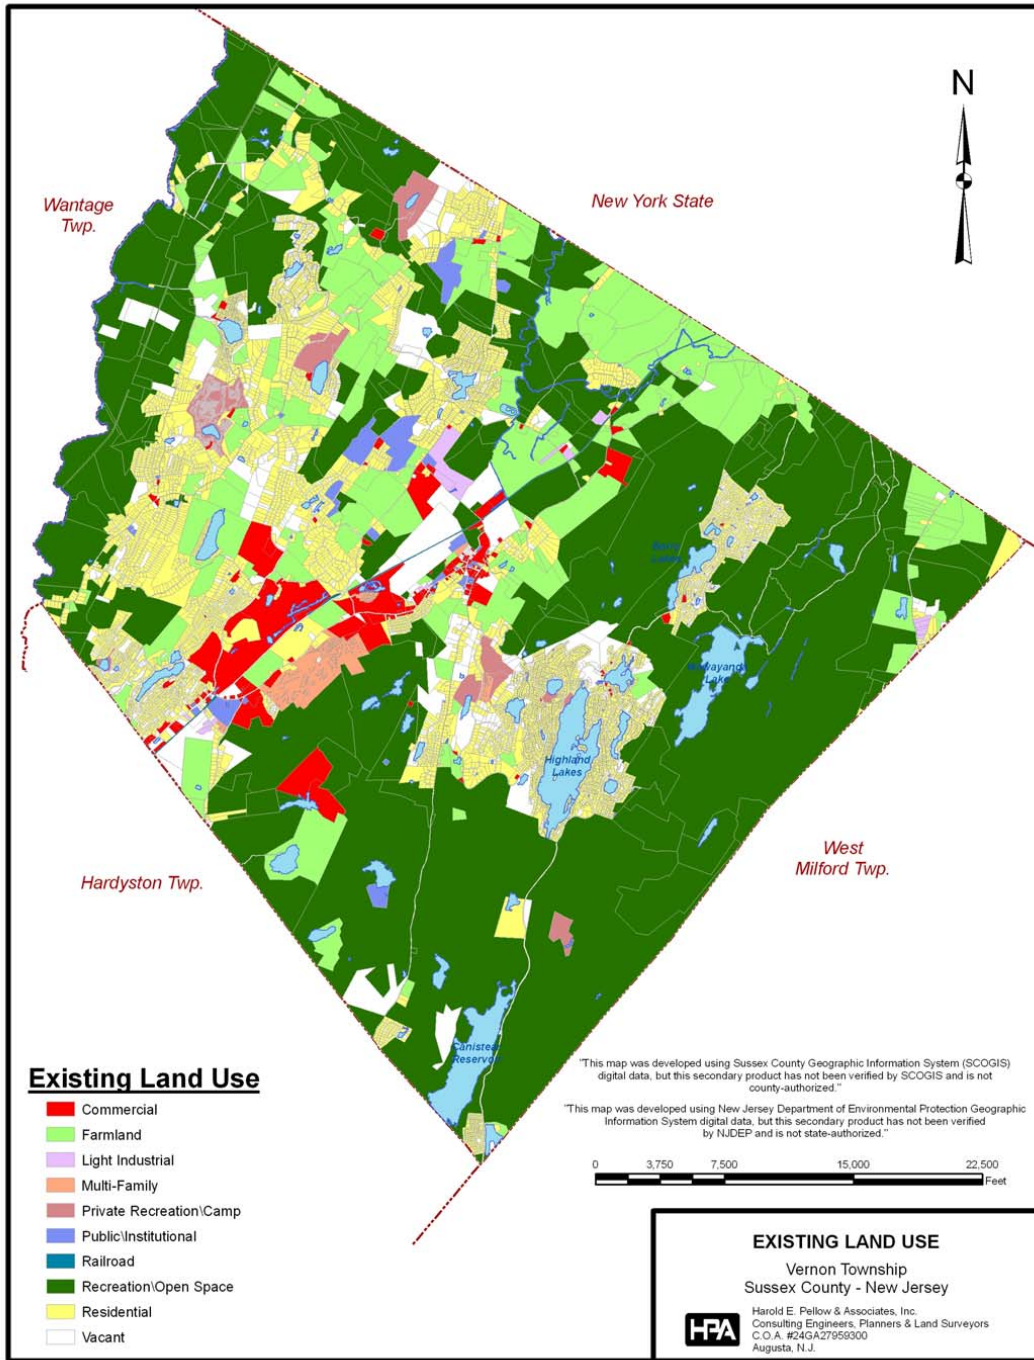 N
Wantage
Twp.
New York State
Barry
Lakes
Wawayanda
Lake
Highland
Lakes
West
Milford Twp.
Hardyston Twp.
Canistear
Reservoir
Existing Land Use
Commercial
Farmland
Light Industrial
Multi-Family
Private Recreation\Camp
Public\Institutional
Railroad
Recreation\Open Space
Residential
Vacant
"This map was developed using Sussex County Geographic Information System (SCOGIS)
digital data, but this secondary product has not been verified by SCOGIS and is not
county-authorized."
"This map was developed using New Jersey Department of Environmental Protection Geographic
Information System digital data, but this secondary product has not been verified
by NJDEP and is not state-authorized."
0 3,750 7,500 15,000 22,500
Feet
EXISTING LAND USE
Vernon Township
Sussex County - New Jersey
HPA
Harold E. Pellow & Associates, Inc.
Consulting Engineers, Planners & Land Surveyors
C.O.A. #24GA27959300
Augusta, N.J.